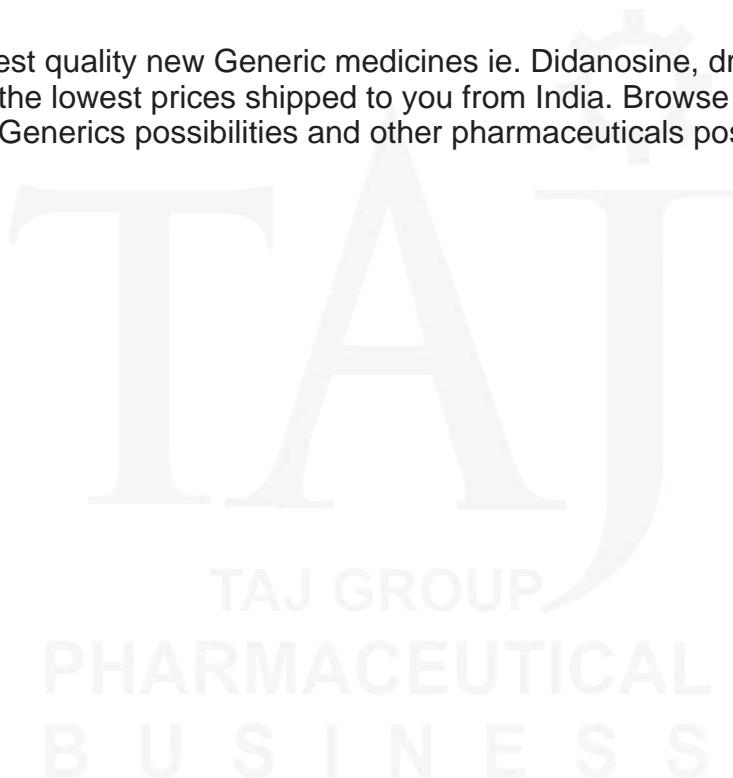 est quality new Generic medicines ie. Didanosine, dr
the lowest prices shipped to you from India. Browse
Generics possibilities and other pharmaceuticals pos
TAJ
TAJ GROUP
PHARMACEUTICAL
BUSINESS